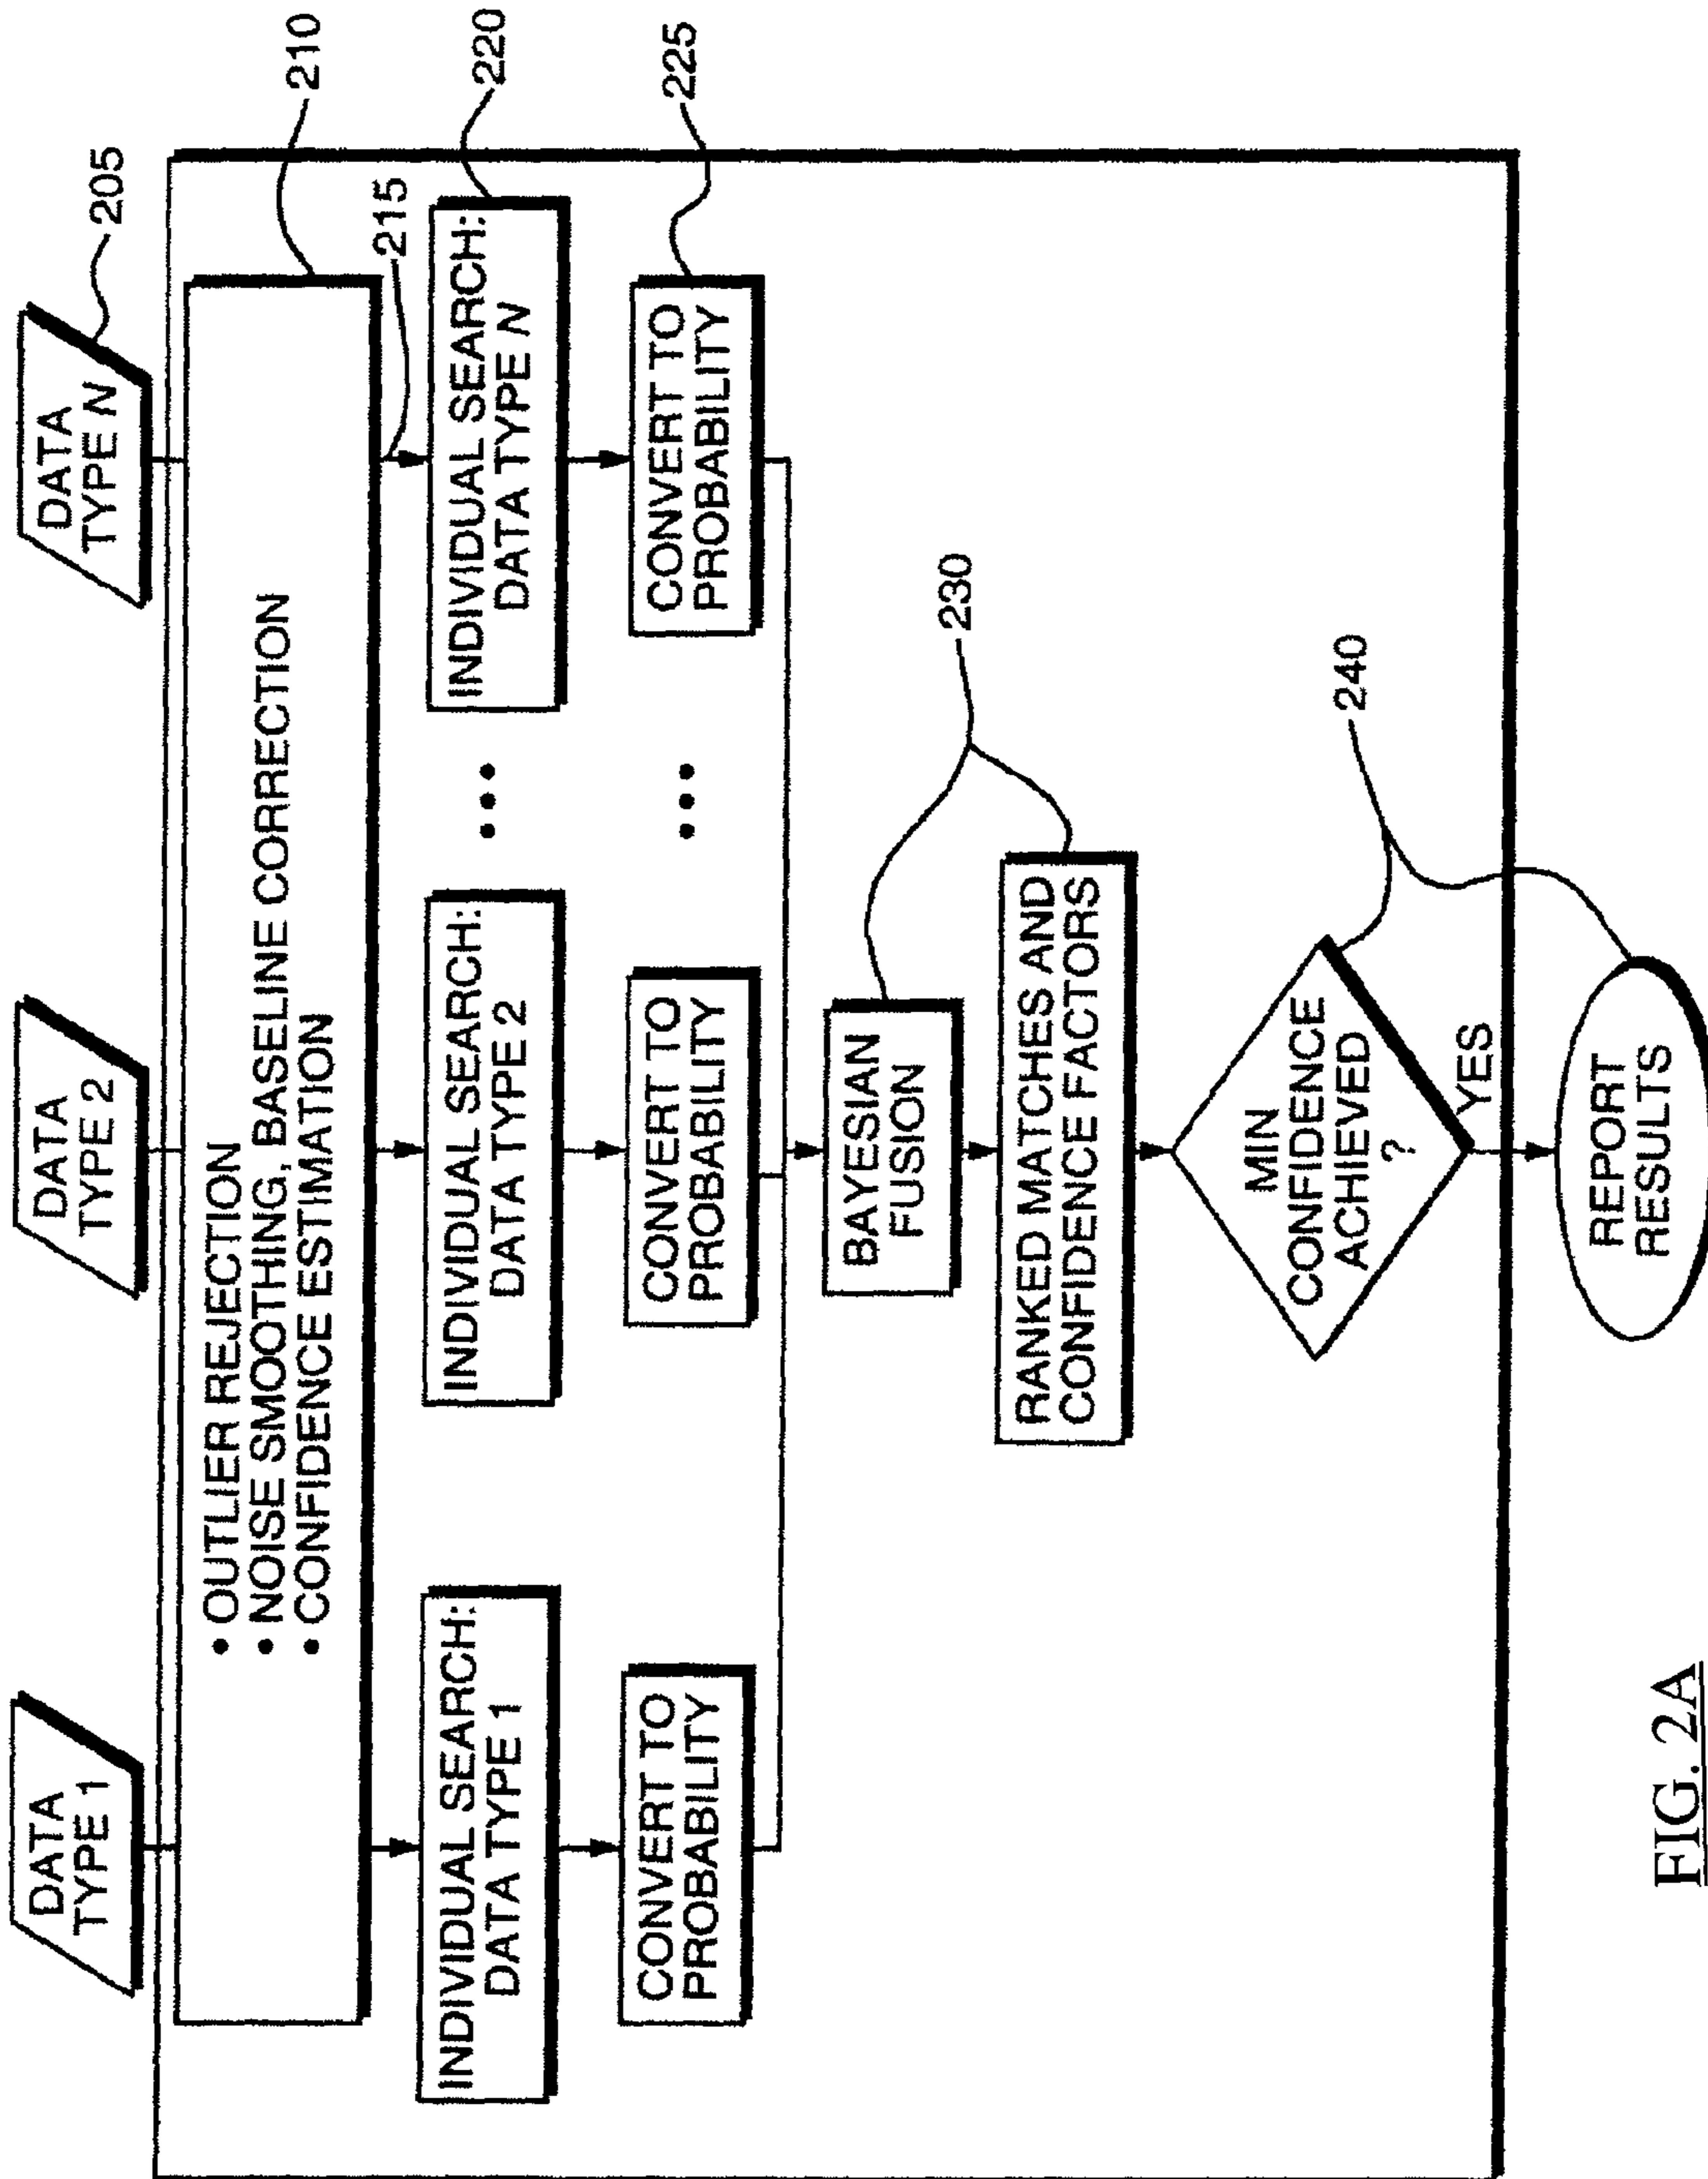 DATA
TYPE 1
DATA
TYPE 2
DATA
TYPE N
205
• OUTLIER REJECTION
• NOISE SMOOTHING, BASELINE CORRECTION
• CONFIDENCE ESTIMATION
210
215
INDIVIDUAL SEARCH:
DATA TYPE 1
INDIVIDUAL SEARCH:
DATA TYPE 2
• • •
INDIVIDUAL SEARCH:
DATA TYPE N
220
CONVERT TO
PROBABILITY
CONVERT TO
PROBABILITY
• • •
CONVERT TO
PROBABILITY
225
BAYESIAN
FUSION
230
RANKED MATCHES AND
CONFIDENCE FACTORS
MIN
CONFIDENCE
ACHIEVED
?
240
YES
REPORT
RESULTS
FIG. 2A